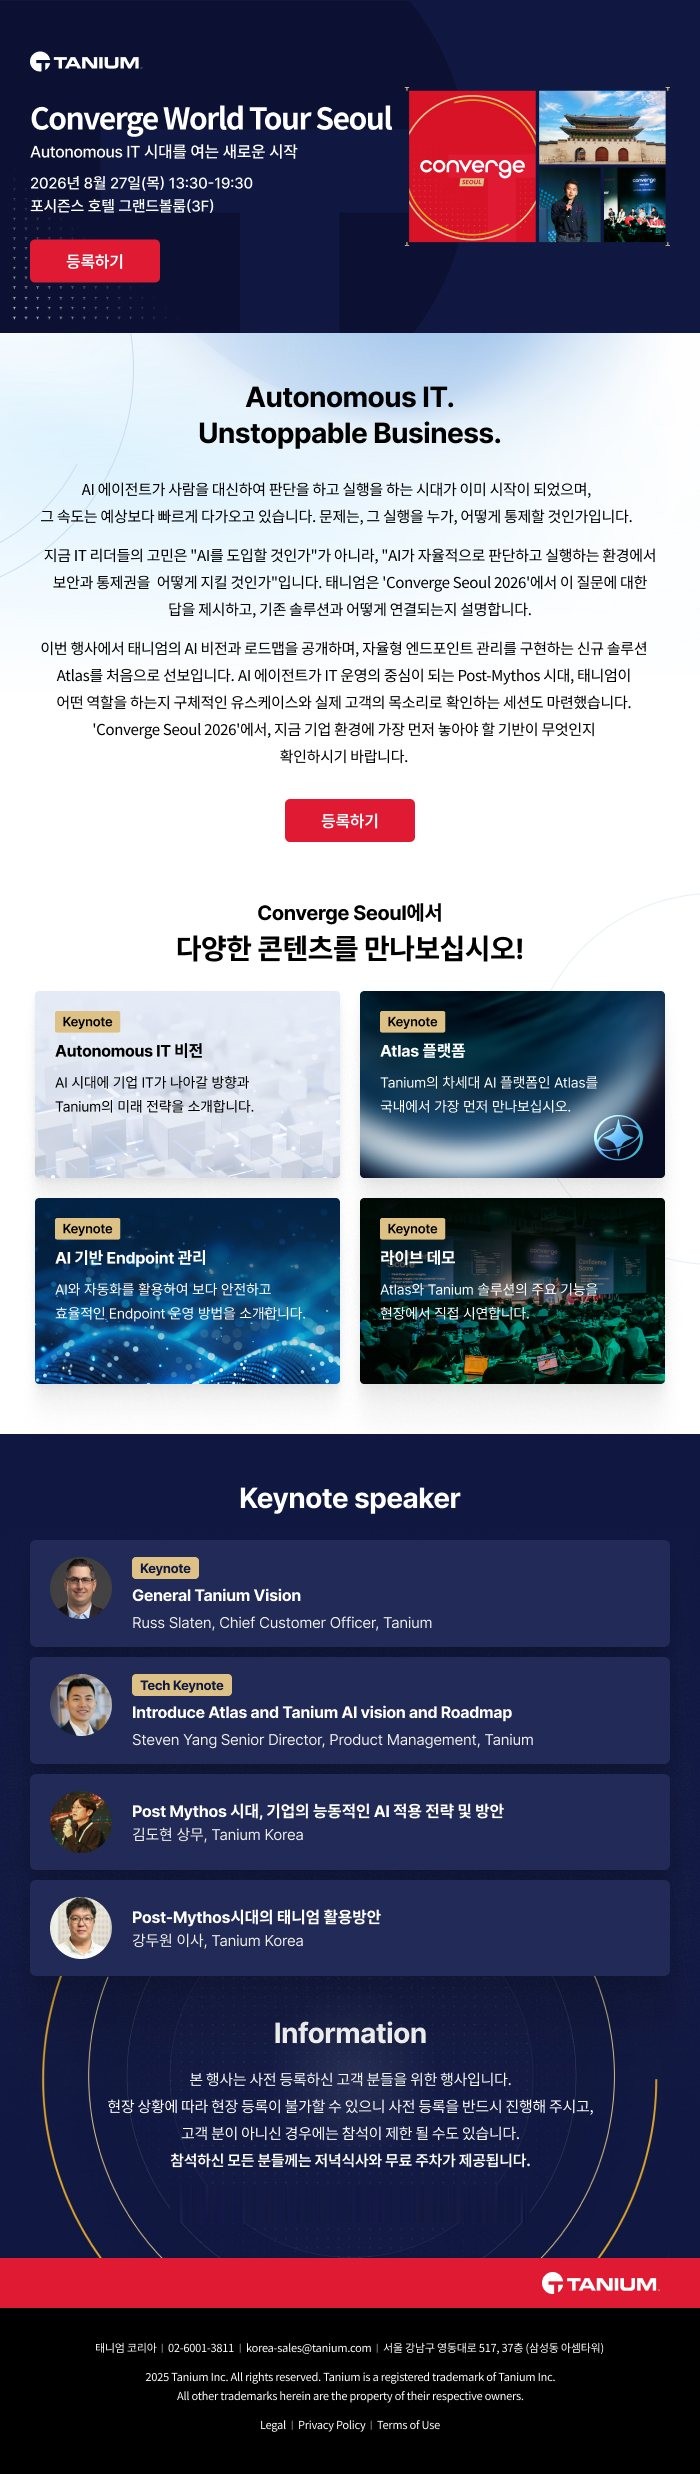 TANIUM
Converge World Tour Seoul
Autonomous IT 시대를 여는 새로운 시작
2026년 8월 27일(목) 13:30-19:30
포시즌스 호텔 그랜드볼룸(3F)
등록하기
converge
SEOUL
converge
Autonomous IT.
Unstoppable Business.
AI 에이전트가 사람을 대신하여 판단을 하고 실행을 하는 시대가 이미 시작이 되었으며,
그 속도는 예상보다 빠르게 다가오고 있습니다. 문제는, 그 실행을 누가, 어떻게 통제할 것인가입니다.
지금 IT 리더들의 고민은 "AI를 도입할 것인가"가 아니라, "AI가 자율적으로 판단하고 실행하는 환경에서
보안과 통제권을 어떻게 지킬 것인가"입니다. 태니엄은 'Converge Seoul 2026'에서 이 질문에 대한
답을 제시하고, 기존 솔루션과 어떻게 연결되는지 설명합니다.
이번 행사에서 태니엄의 AI 비전과 로드맵을 공개하며, 자율형 엔드포인트 관리를 구현하는 신규 솔루션
Atlas를 처음으로 선보입니다. AI 에이전트가 IT 운영의 중심이 되는 Post-Mythos 시대, 태니엄이
어떤 역할을 하는지 구체적인 유스케이스와 실제 고객의 목소리로 확인하는 세션도 마련했습니다.
'Converge Seoul 2026'에서, 지금 기업 환경에 가장 먼저 놓아야 할 기반이 무엇인지
확인하시기 바랍니다.
등록하기
Converge Seoul에서
다양한 콘텐츠를 만나보십시오!
Keynote
Autonomous IT 비전
AI 시대에 기업 IT가 나아갈 방향과
Tanium의 미래 전략을 소개합니다.
Keynote
Atlas 플랫폼
Tanium의 차세대 AI 플랫폼인 Atlas를
국내에서 가장 먼저 만나보십시오.
Keynote
AI 기반 Endpoint 관리
AI와 자동화를 활용하여 보다 안전하고
효율적인 Endpoint 운영 방법을 소개합니다.
Keynote
라이브 데모
Atlas와 Tanium 솔루션의 주요 기능을
현장에서 직접 시연합니다.
Confidence
Score
Keynote speaker
Keynote
General Tanium Vision
Russ Slaten, Chief Customer Officer, Tanium
Tech Keynote
Introduce Atlas and Tanium AI vision and Roadmap
Steven Yang Senior Director, Product Management, Tanium
Post Mythos 시대, 기업의 능동적인 AI 적용 전략 및 방안
김도현 상무, Tanium Korea
Post-Mythos시대의 태니엄 활용방안
강두원 이사, Tanium Korea
Information
본 행사는 사전 등록하신 고객 분들을 위한 행사입니다.
현장 상황에 따라 현장 등록이 불가할 수 있으니 사전 등록을 반드시 진행해 주시고,
고객 분이 아니신 경우에는 참석이 제한 될 수도 있습니다.
참석하신 모든 분들께는 저녁식사와 무료 주차가 제공됩니다.
TANIUM
태니엄 코리아 | 02-6001-3811 | korea-sales@tanium.com | 서울 강남구 영동대로 517, 37층 (삼성동 아셈타워)
2025 Tanium Inc. All rights reserved. Tanium is a registered trademark of Tanium Inc.
All other trademarks herein are the property of their respective owners.
Legal | Privacy Policy | Terms of Use